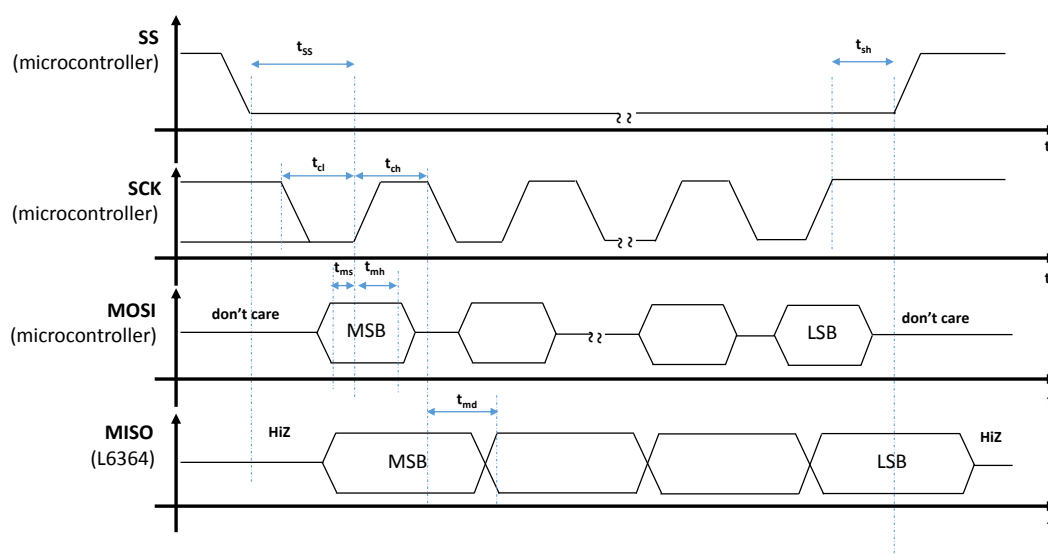 SS
(microcontroller)
tss
tsh
t
SCK
(microcontroller)
tcl
tch
t
MOSI
(microcontroller)
don't care
tms
tmh
MSB
LSB
don't care
MISO
(L6364)
HiZ
tmd
MSB
LSB
HiZ